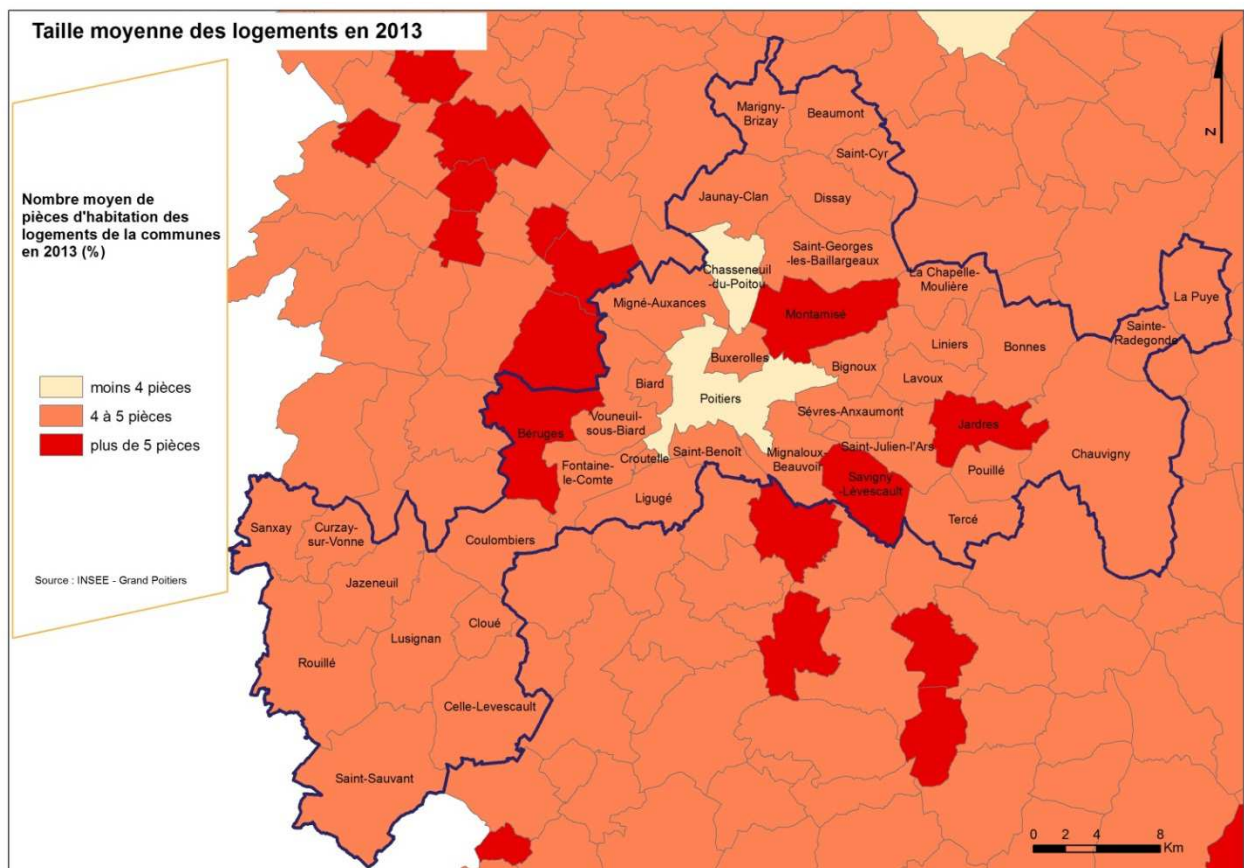 Taille moyenne des logements en 2013
Nombre moyen de
pièces d'habitation des
logements de la communes
en 2013 (%)
moins 4 pièces
4 à 5 pièces
plus de 5 pièces
Source : INSEE - Grand Poitiers
N
Marigny-
Brizay
Beaumont
Saint-Cyr
Jaunay-Clan
Dissay
Saint-Georges
-les-Baillargeaux
Chasseneuil
-du-Poitou
La Chapelle-
Moulière
La Puye
Migné-Auxances
Montamisé
Sainte-
Radegonde
Liniers
Bonnes
Buxerolles
Bignoux
Lavoux
Biard
Poitiers
Vouneuil-
sous-Biard
Sèvres-Anxaumont
Jardres
Béruges
Saint-Benoît
Saint-Julien-l'Ars
Croutelle
Mignaloux-
Beauvoir
Chauvigny
Fontaine-
le-Comte
Savigny
-Lévescault
Pouillé
Ligugé
Tercé
Sanxay
Curzay-
sur-Vonne
Coulombiers
Jazeneuil
Cloué
Lusignan
Rouillé
Celle-Levescault
Saint-Sauvant
0 2 4 8
Km